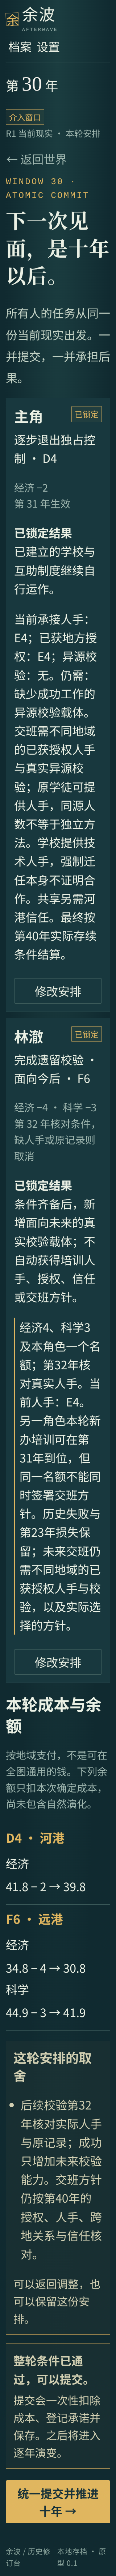 余
余波
AFTERWAVE
档案 设置
第 30 年
介入窗口
R1 当前现实 · 本轮安排
← 返回世界
WINDOW 30 ·
ATOMIC COMMIT
下一次见
面，是十年
以后。
所有人的任务从同一
份当前现实出发。一
并提交，一并承担后
果。
主角
已锁定
逐步退出独占控
制 · D4
经济 −2
第 31 年生效
已锁定结果
已建立的学校与
互助制度继续自
行运作。
当前承接人手：
E4；已获地方授
权：E4；异源校
验：无。仍需：
缺少成功工作的
异源校验载体。
交班需不同地域
的已获授权人手
与真实异源校
验；原学徒可提
供人手，同源人
数不等于独立方
法。学校提供技
术人手，强制迁
任本身不证明合
作。共享另需河
港信任。最终按
第40年实际存续
条件结算。
修改安排
林澈
已锁定
完成遗留校验 ·
面向今后 · F6
经济 −4 · 科学 −3
第 32 年核对条件，
缺人手或原记录则
取消
已锁定结果
条件齐备后，新
增面向未来的真
实校验载体；不
自动获得培训人
手、授权、信任
或交班方针。
经济4、科学3
及本角色一个名
额；第32年核
对真实人手。当
前人手：E4。
另一角色本轮新
办培训可在第
31年到位，但
同一名额不能同
时签署交班方
针。历史失败与
第23年损失保
留；未来交班仍
需不同地域的已
获授权人手与校
验，以及实际选
择的方针。
修改安排
本轮成本与余
额
按地域支付，不是可在
全图通用的钱。下列余
额只扣本次确定成本，
尚未包含自然演化。
D4 · 河港
经济
41.8 − 2 → 39.8
F6 · 远港
经济
34.8 − 4 → 30.8
科学
44.9 − 3 → 41.9
这轮安排的取
舍
后续校验第32
年核对实际人手
与原记录；成功
只增加未来校验
能力。交班方针
仍按第40年的
授权、人手、跨
地关系与信任核
对。
可以返回调整，也
可以保留这份安
排。
整轮条件已通
过，可以提交。
提交会一次性扣除
成本、登记承诺并
保存。之后将进入
逐年演变。
统一提交并推进
十年 →
余波 / 历史修
订台
本地存档 · 原
型 0.1